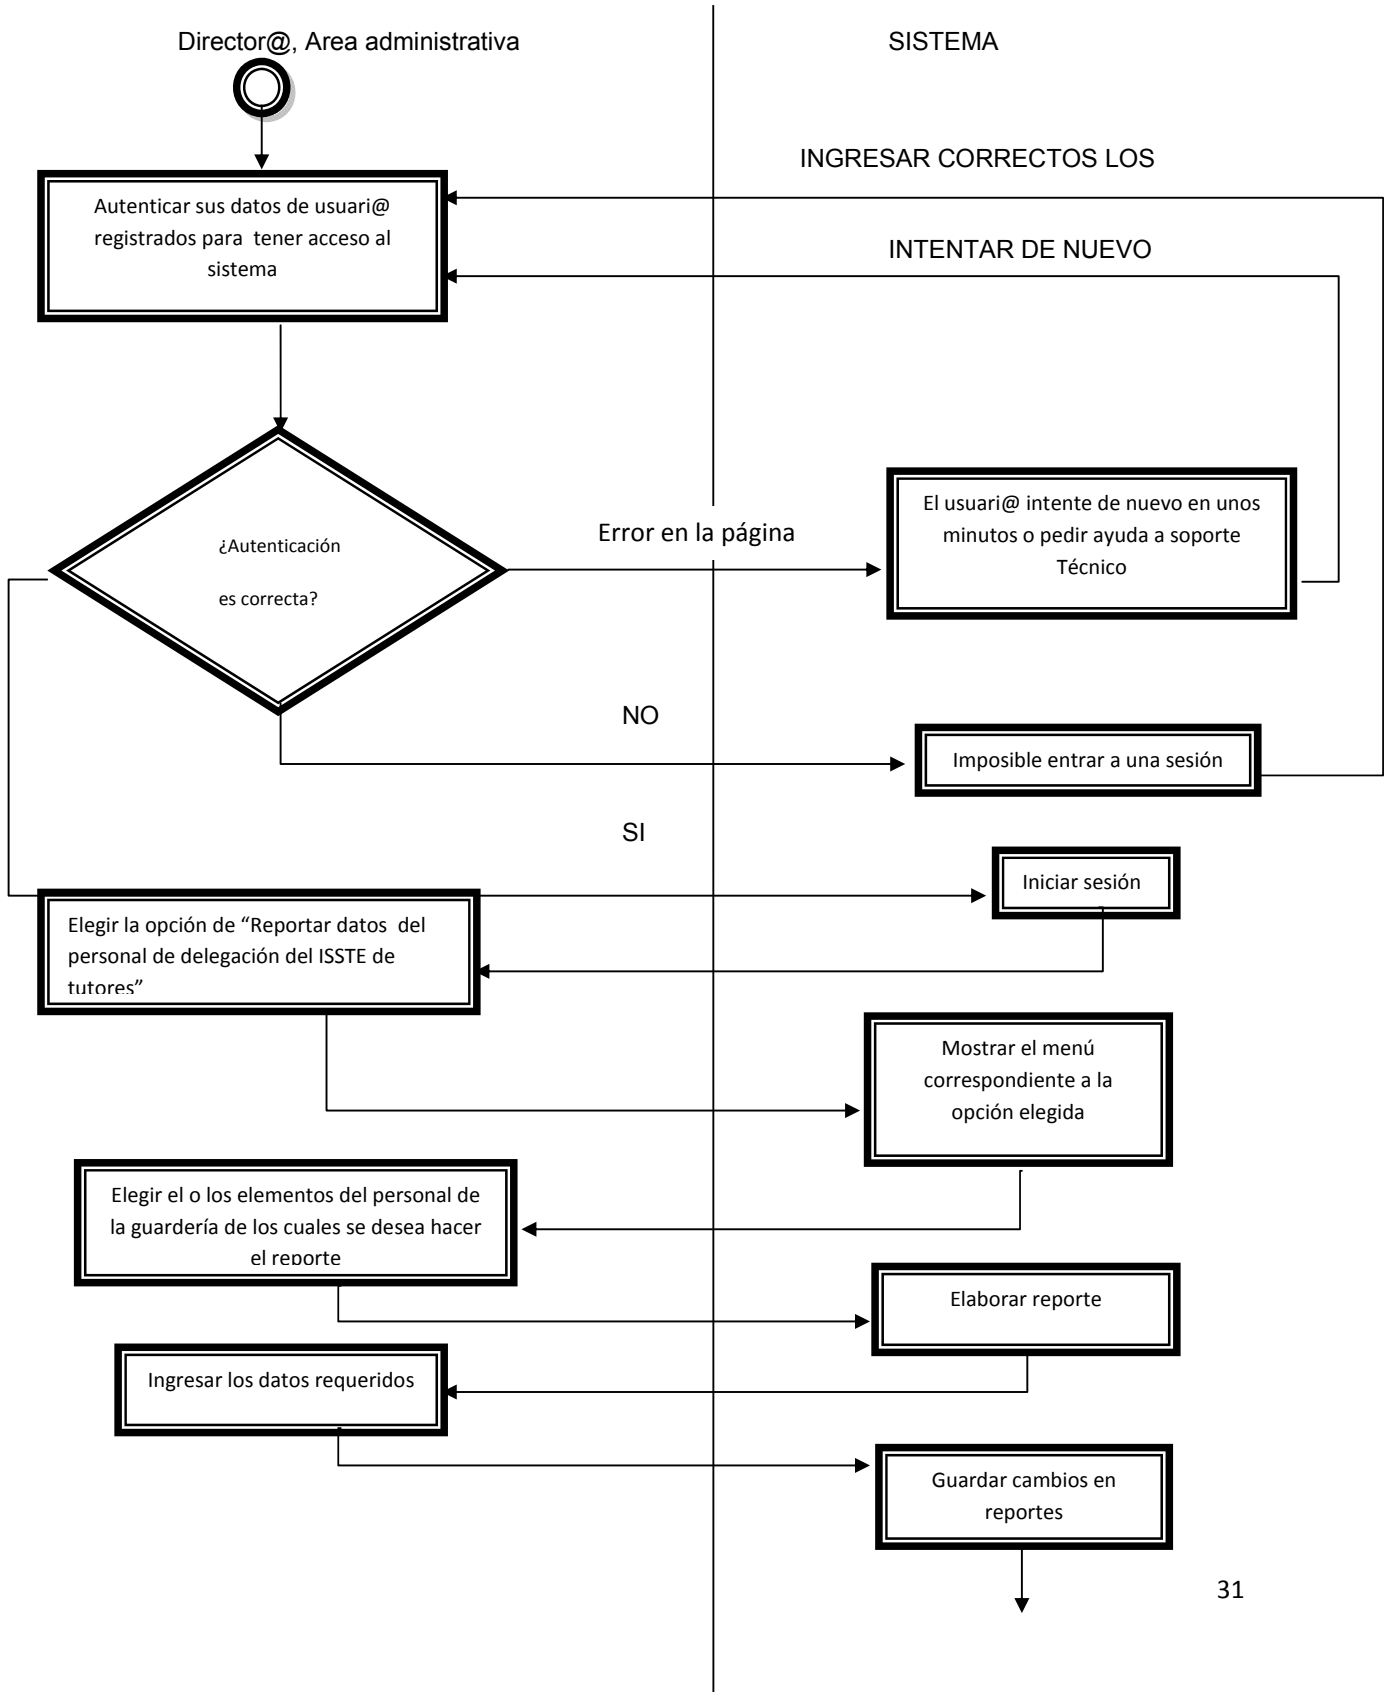 Director@, Area administrativa
SISTEMA
INGRESAR CORRECTOS LOS
Autenticar sus datos de usuari@
registrados para tener acceso al
sistema
INTENTAR DE NUEVO
¿Autenticación
es correcta?
Error en la página
El usuari@ intente de nuevo en unos
minutos o pedir ayuda a soporte
Técnico
NO
Imposible entrar a una sesión
SI
Iniciar sesión
Elegir la opción de “Reportar datos del
personal de delegación del ISSTE de
tutores”
Mostrar el menú
correspondiente a la
opción elegida
Elegir el o los elementos del personal de
la guardería de los cuales se desea hacer
el reporte
Elaborar reporte
Ingresar los datos requeridos
Guardar cambios en
reportes
31